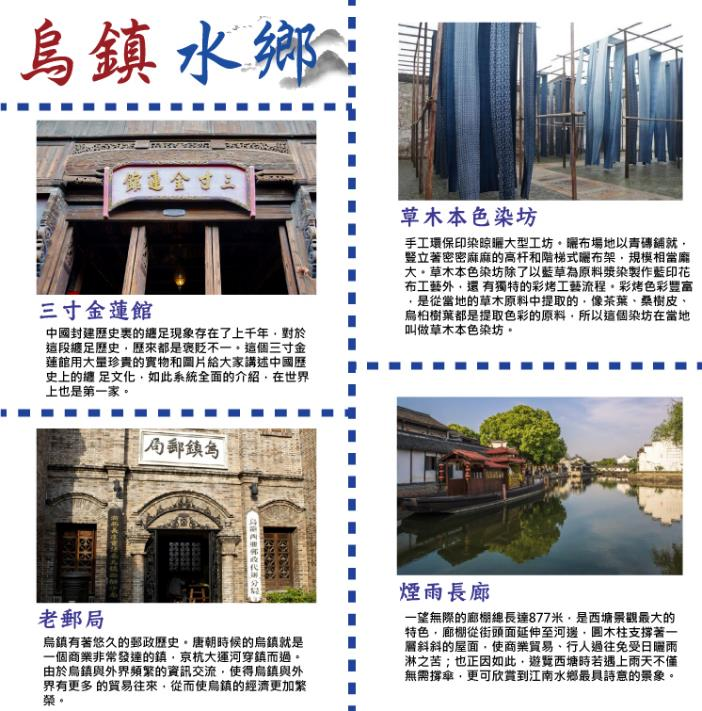 烏鎮水鄉
三寸金蓮館
三寸金蓮館
中國封建歷史裏的纏足現象存在了上千年，對於
這段纏足歷史，歷來都是褒貶不一。這個三寸金
蓮館用大量珍貴的實物和圖片給大家講述中國歷
史上的纏 足文化，如此系統全面的介紹，在世界
上也是第一家。
烏鎮郵局
老郵局
烏鎮有著悠久的郵政歷史。唐朝時候的烏鎮就是
一個商業非常發達的鎮，京杭大運河穿鎮而過。
由於烏鎮與外界頻繁的資訊交流，使得烏鎮與外
界有更多 的貿易往來，從而使烏鎮的經濟更加繁
榮。
草木本色染坊
手工環保印染晾曬大型工坊。曬布場地以青磚鋪就，
豎立著密密麻麻的高杆和階梯式曬布架，規模相當龐
大。草木本色染坊除了以藍草為原料漿染製作藍印花
布工藝外，還 有獨特的彩烤工藝流程。彩烤色彩豐富
，是從當地的草木原料中提取的，像茶葉、桑樹皮、
烏桕樹葉都是提取色彩的原料，所以這個染坊在當地
叫做草木本色染坊。
煙雨長廊
一望無際的廊棚總長達877米，是西塘景觀最大的
特色，廊棚從街頭面延伸至河邊，圓木柱支撐著一
層斜斜的屋面，使商業貿易、行人過往免受日曬雨
淋之苦；也正因如此，遊覽西塘時若遇上雨天不僅
無需撐傘，更可欣賞到江南水鄉最具詩意的景象。